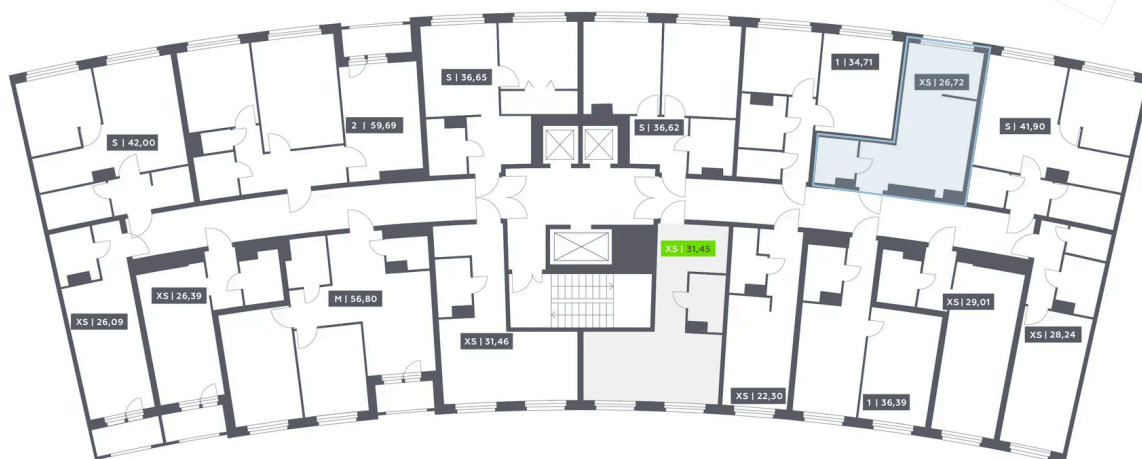 S | 42,00
2 | 59,69
S | 36,65
S | 36,62
1 | 34,71
XS | 26,72
S | 41,90
XS | 26,09
XS | 26,39
M | 56,80
XS | 31,46
XS | 31,45
XS | 22,30
1 | 36,39
XS | 29,01
XS | 28,24